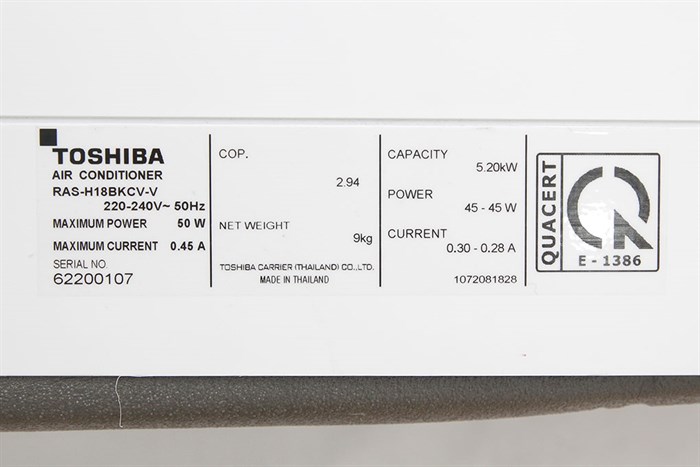 TOSHIBA
AIR CONDITIONER
RAS-H18BKCV-V
220-240V~ 50Hz
MAXIMUM POWER 50 W
MAXIMUM CURRENT 0.45 A
SERIAL NO.
62200107
COP.
2.94
NET WEIGHT
9kg
TOSHIBA CARRIER (THAILAND) CO.,LTD.
MADE IN THAILAND
CAPACITY
5.20kW
POWER
45 - 45 W
CURRENT
0.30 - 0.28 A
1072081828
QUACERT
E - 1386